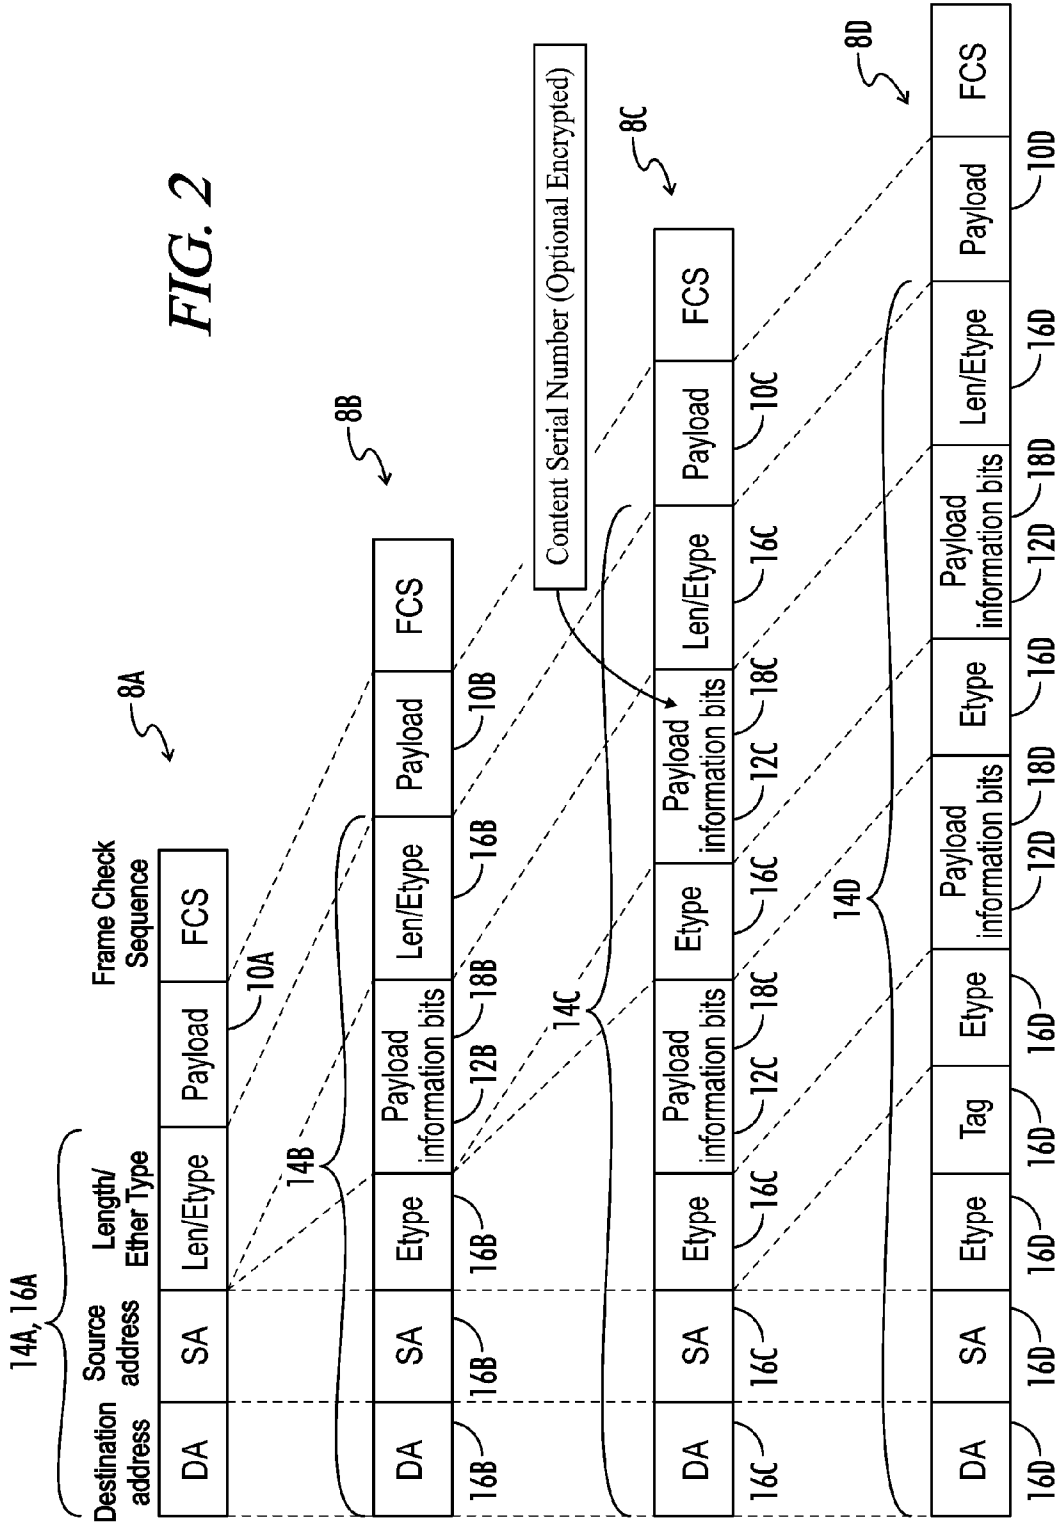 FIG. 2
14A, 16A
Destination
address
Source
address
Length/
Ether Type
Frame Check
Sequence
8A
DA
SA
Len/Etype
Payload
FCS
10A
14B
8B
DA
SA
Etype
Payload
information bits
Len/Etype
Payload
FCS
16B
16B
16B
12B
18B
16B
10B
Content Serial Number (Optional Encrypted)
14C
8C
DA
SA
Etype
Payload
information bits
Etype
Payload
information bits
Len/Etype
Payload
FCS
16C
16C
16C
12C
18C
16C
12C
18C
16C
10C
14D
8D
DA
SA
Etype
Tag
Etype
Payload
information bits
Etype
Payload
information bits
Len/Etype
Payload
FCS
16D
16D
16D
16D
16D
12D
18D
16D
12D
18D
16D
10D